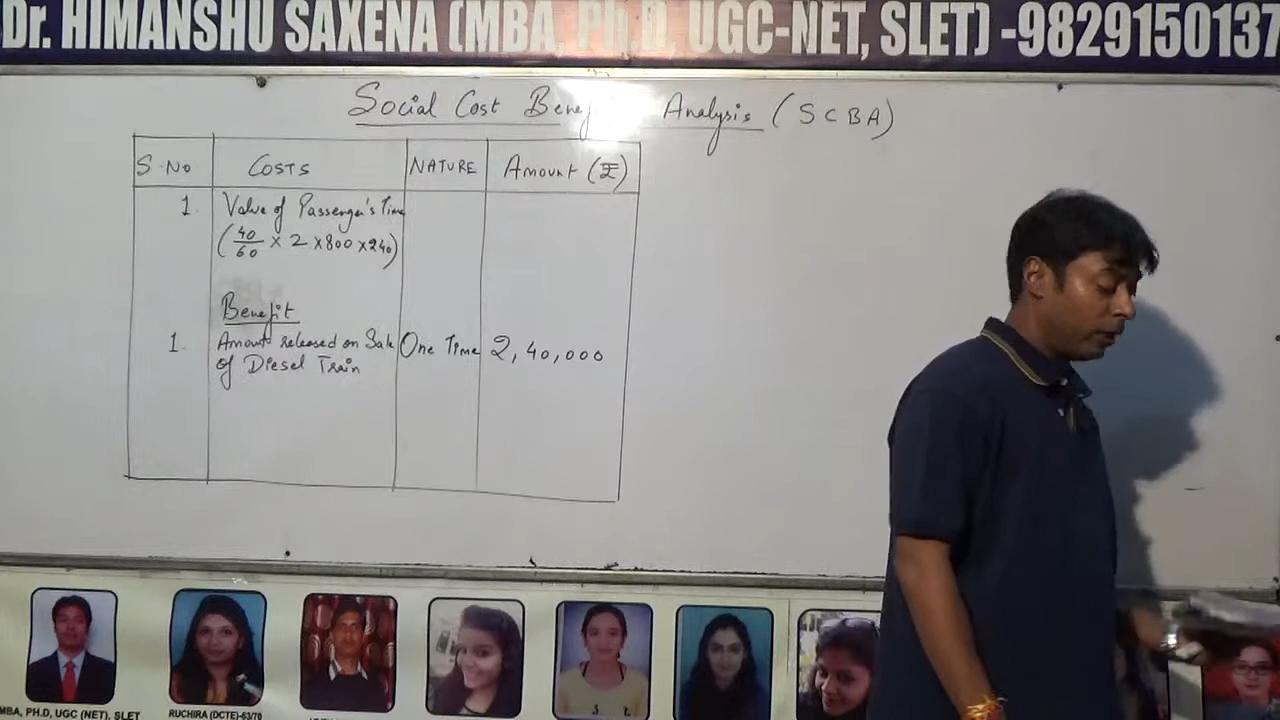 Dr. HIMANSHU SAXENA (MBA, Ph.D, UGC-NET, SLET) -9829150137
Social Cost Bene Analysis (SCBA)
S.No COSTS NATURE Amount (₹)
1. Value of Passenger's Time
(40/60 × 2 × 800 × 240)
Benefit
1. Amount released on Sale One Time 2,40,000
of Diesel Train
MBA, PH.D, UGC (NET), SLET RUCHIRA (DCTE)-63/70